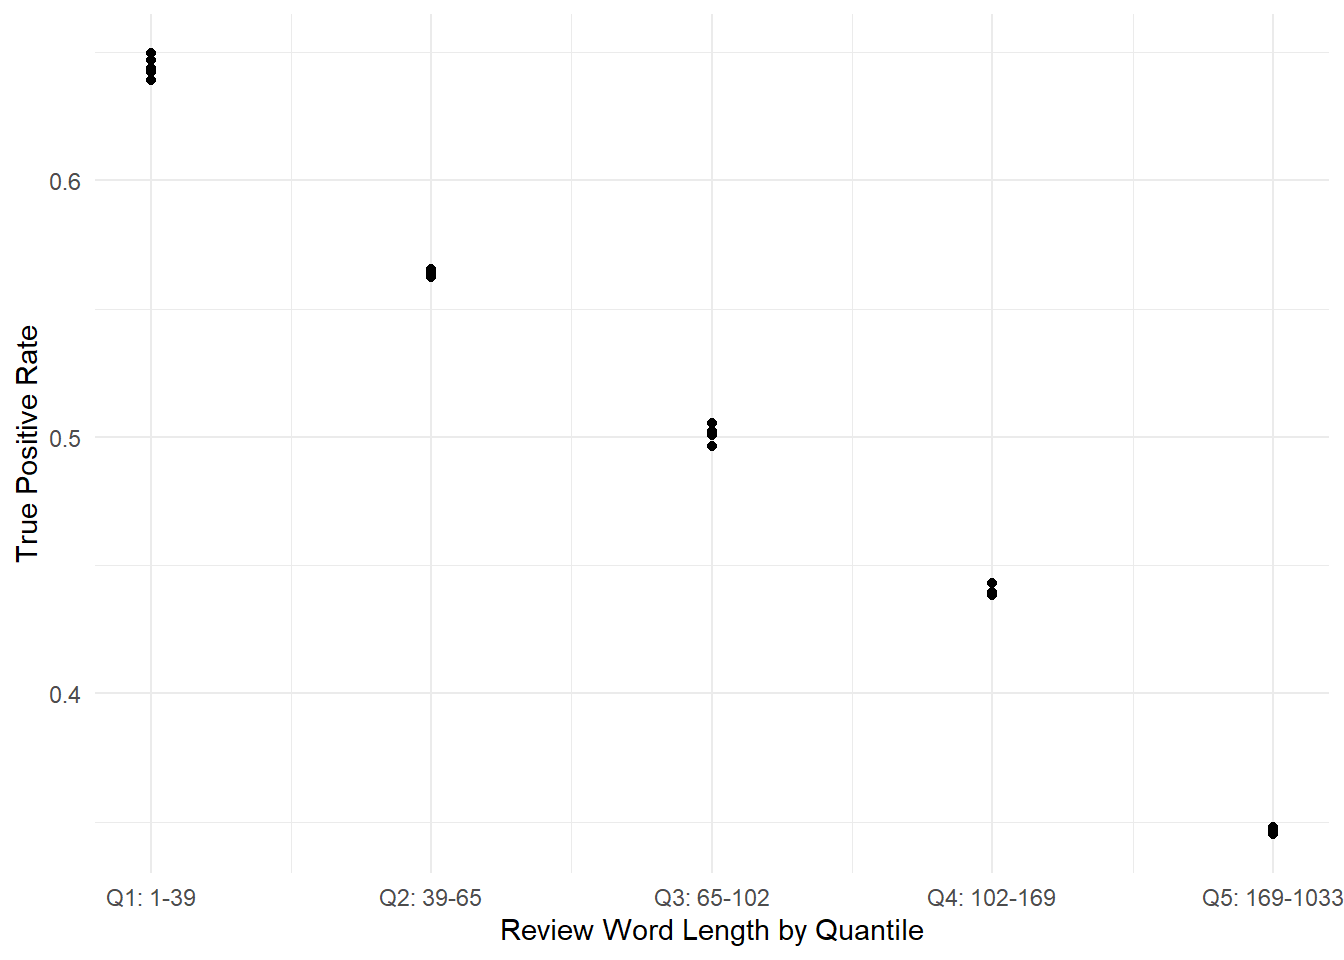 True Positive Rate
0.6
0.5
0.4
Q1: 1-39 Q2: 39-65 Q3: 65-102 Q4: 102-169 Q5: 169-1033
Review Word Length by Quantile